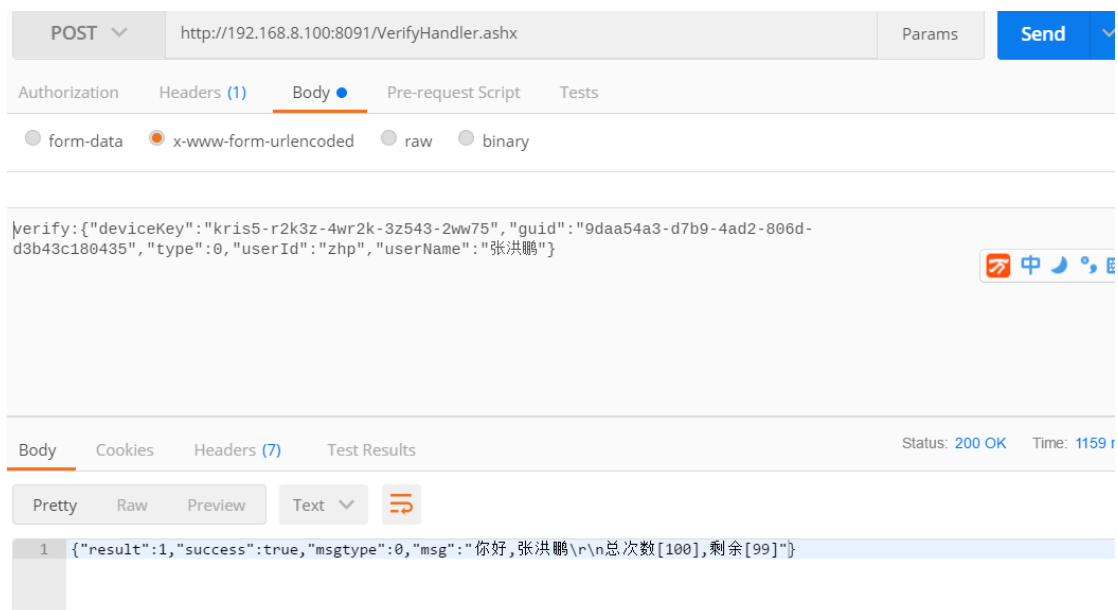 POST http://192.168.8.100:8091/VerifyHandler.ashx Params Send
Authorization Headers (1) Body Pre-request Script Tests
form-data x-www-form-urlencoded raw binary
verify:{"deviceKey":"kris5-r2k3z-4wr2k-3z543-2ww75","guid":"9daa54a3-d7b9-4ad2-806d-
d3b43c180435","type":0,"userId":"zhp","userName":"张洪鹏"}
万 中
Body Cookies Headers (7) Test Results Status: 200 OK Time: 1159
Pretty Raw Preview Text
1 {"result":1,"success":true,"msgtype":0,"msg":"你好,张洪鹏\r\n总次数[100],剩余[99]"}